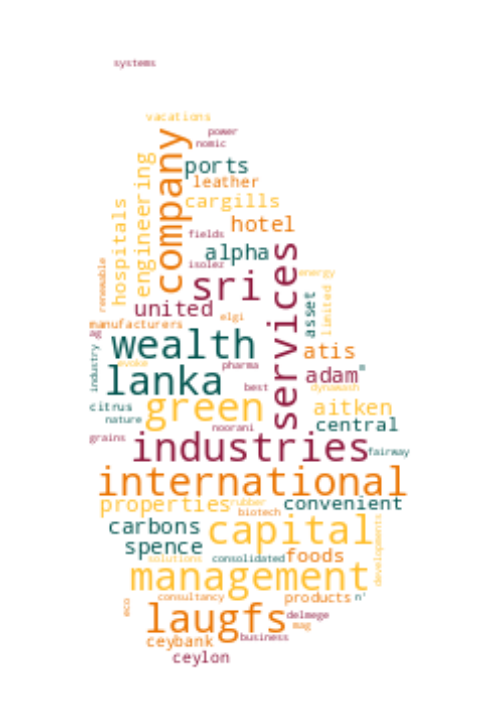 systems
vacations
power
nomic
company
ports
engineering
leather
cargills
hospitals
hotel
fields
services
alpha
isolez
renewable
sri
energy
asset
limited
united
elgi
manufacturers
ag
wealth
atis
industry
evoke
pharma
adam
lanka
best
dynawash
citrus
green
aitken
nature
noorani
central
grains
industries
fairway
international
properties
rubber
convenient
biotech
carbons
capital
developments
spence
solutions
consolidated
foods
management
consultancy
products
n'
eco
laugfs
delmege
mag
ceybank
business
ceylon